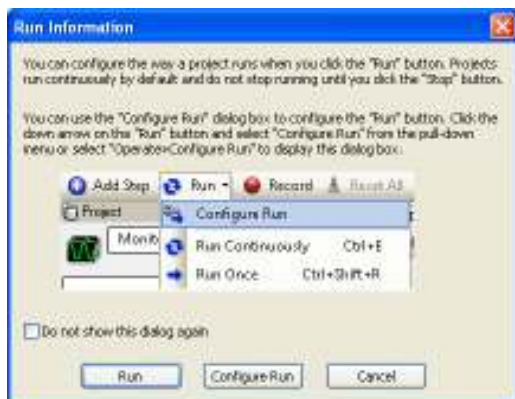 Run Information
You can configure the way a project runs when you click the "Run" button. Projects
run continuously by default and do not stop running until you click the "Stop" button.
You can use the "Configure Run" dialog box to configure the "Run" button. Click the
down arrow on the "Run" button and select "Configure Run" from the pull-down
menu or select "Operate»Configure Run" to display this dialog box.
Add Step Run Record Reset All
Project Configure Run
Monit Run Continuously Ctrl+E
Run Once Ctrl+Shift+R
Do not show this dialog again
Run Configure Run Cancel